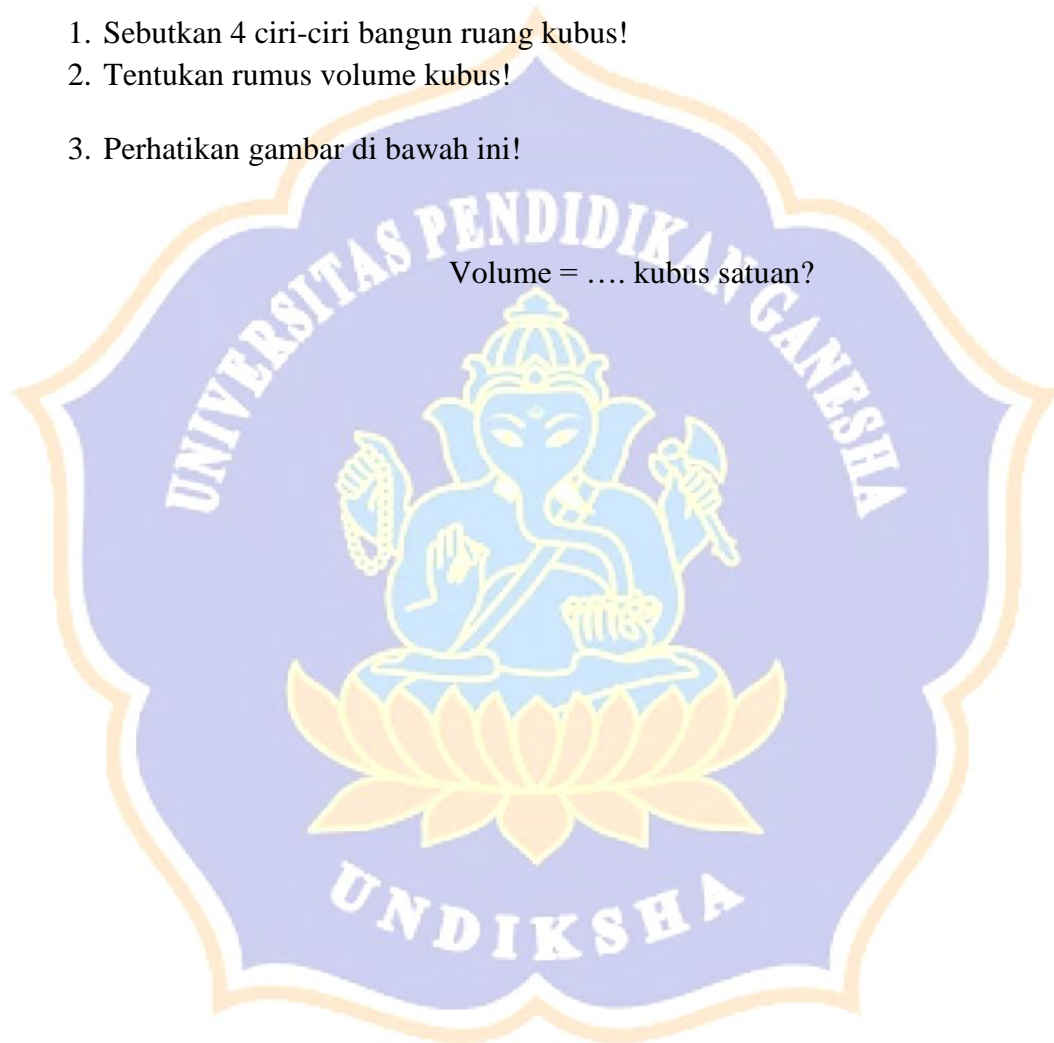 1. Sebutkan 4 ciri-ciri bangun ruang kubus!
2. Tentukan rumus volume kubus!
3. Perhatikan gambar di bawah ini!
UNIVERSITAS PENDIDIKAN GANESHA
Volume = …. kubus satuan?
UNDIKSHA